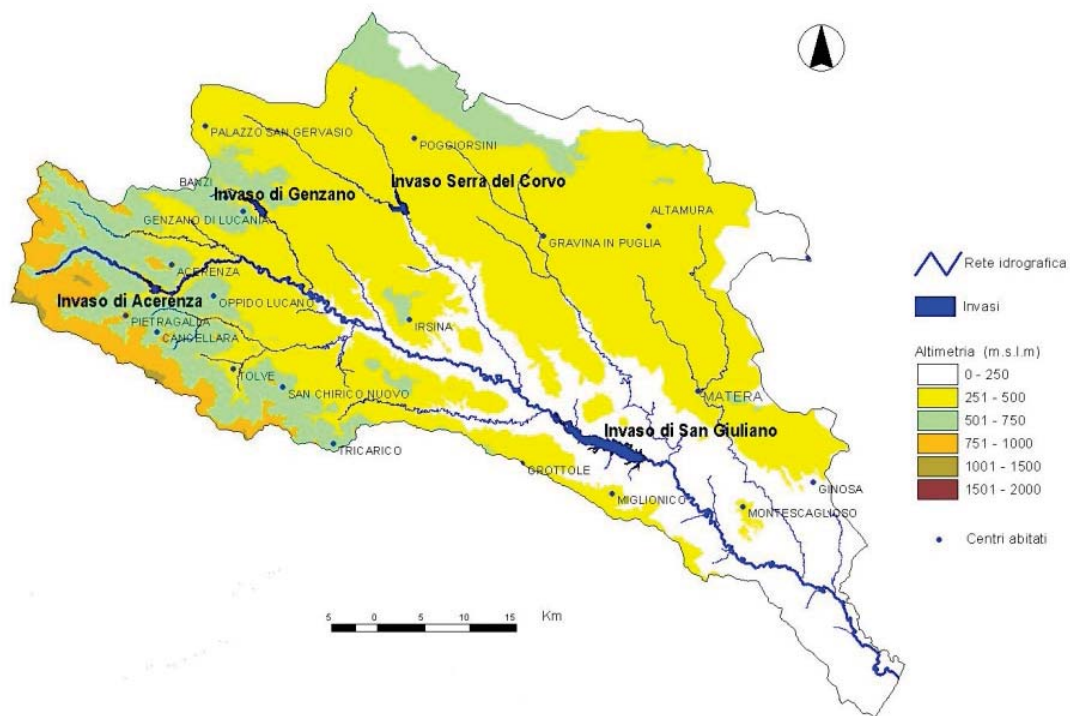 PALAZZO SAN GERVASIO
POGGIORSINI
BANZI
Invaso di Genzano
Invaso Serra del Corvo
GENZANO DI LUCANIA
ALTAMURA
GRAVINA IN PUGLIA
ACERENZA
Invaso di Acerenza
OPPIDO LUCANO
PIETRAGALLA
CANCELLARA
IRSINA
TOLVE
SAN CHIRICO NUOVO
MATERA
Invaso di San Giuliano
TRICARICO
GROTTOLE
MIGLIONICO
GINOSA
MONTESCAGLIOSO
Rete idrografica
Invasi
Altimetria (m.s.l.m)
0 - 250
251 - 500
501 - 750
751 - 1000
1001 - 1500
1501 - 2000
Centri abitati
5 0 5 10 15 Km